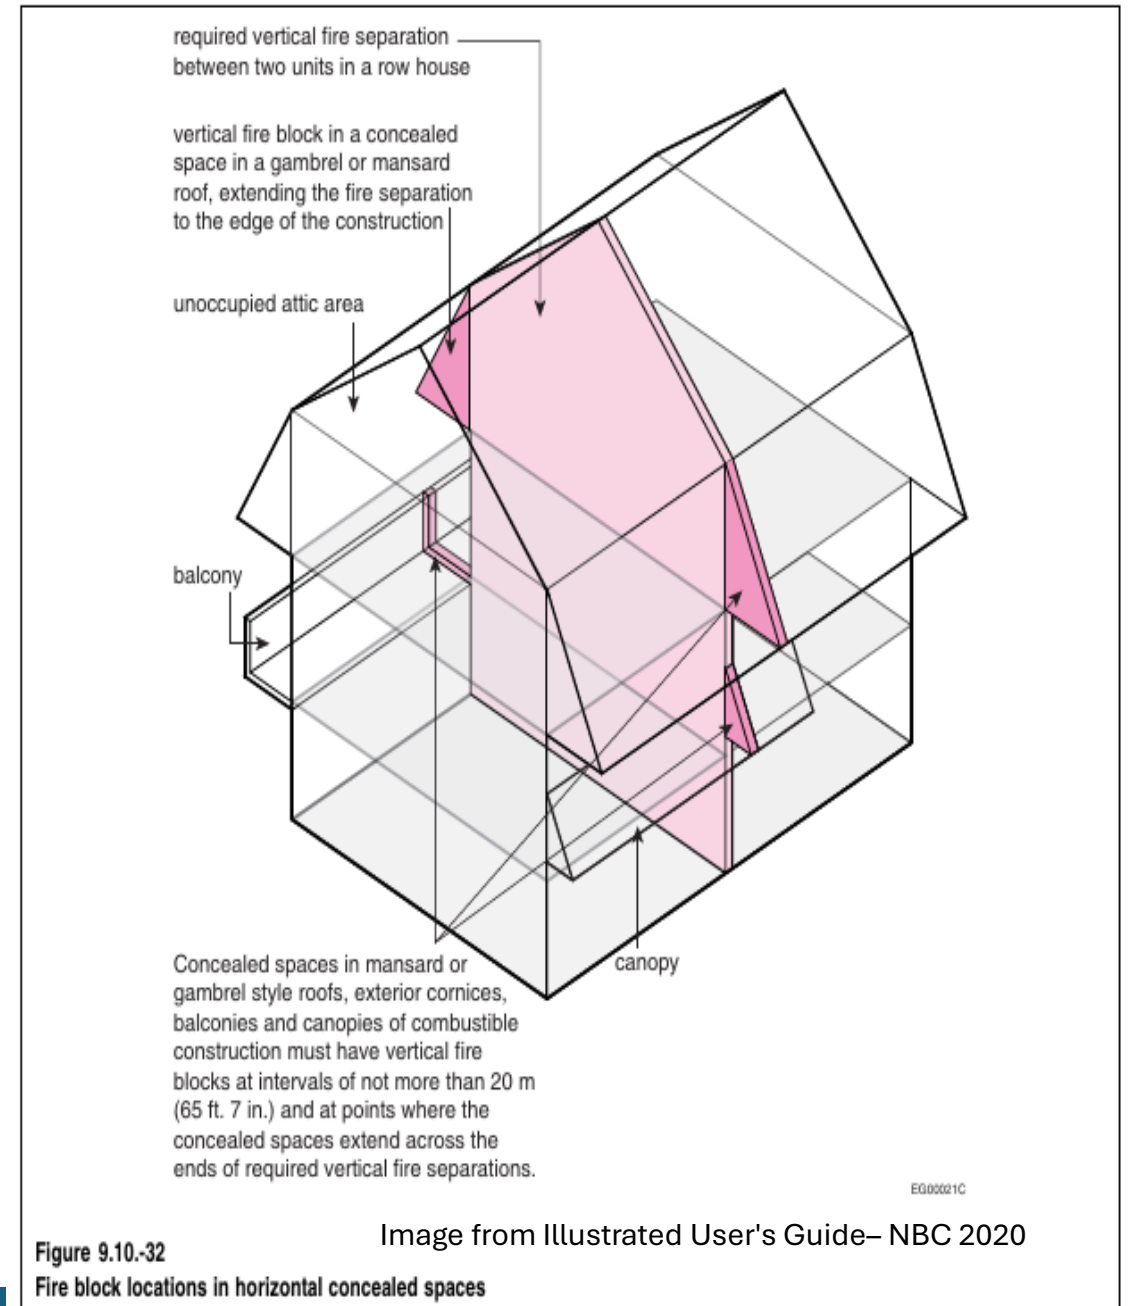 required vertical fire separation
between two units in a row house
vertical fire block in a concealed
space in a gambrel or mansard
roof, extending the fire separation
to the edge of the construction
unoccupied attic area
balcony
canopy
Concealed spaces in mansard or
gambrel style roofs, exterior cornices,
balconies and canopies of combustible
construction must have vertical fire
blocks at intervals of not more than 20 m
(65 ft. 7 in.) and at points where the
concealed spaces extend across the
ends of required vertical fire separations.
EG00021C
Image from Illustrated User's Guide– NBC 2020
Figure 9.10.-32
Fire block locations in horizontal concealed spaces